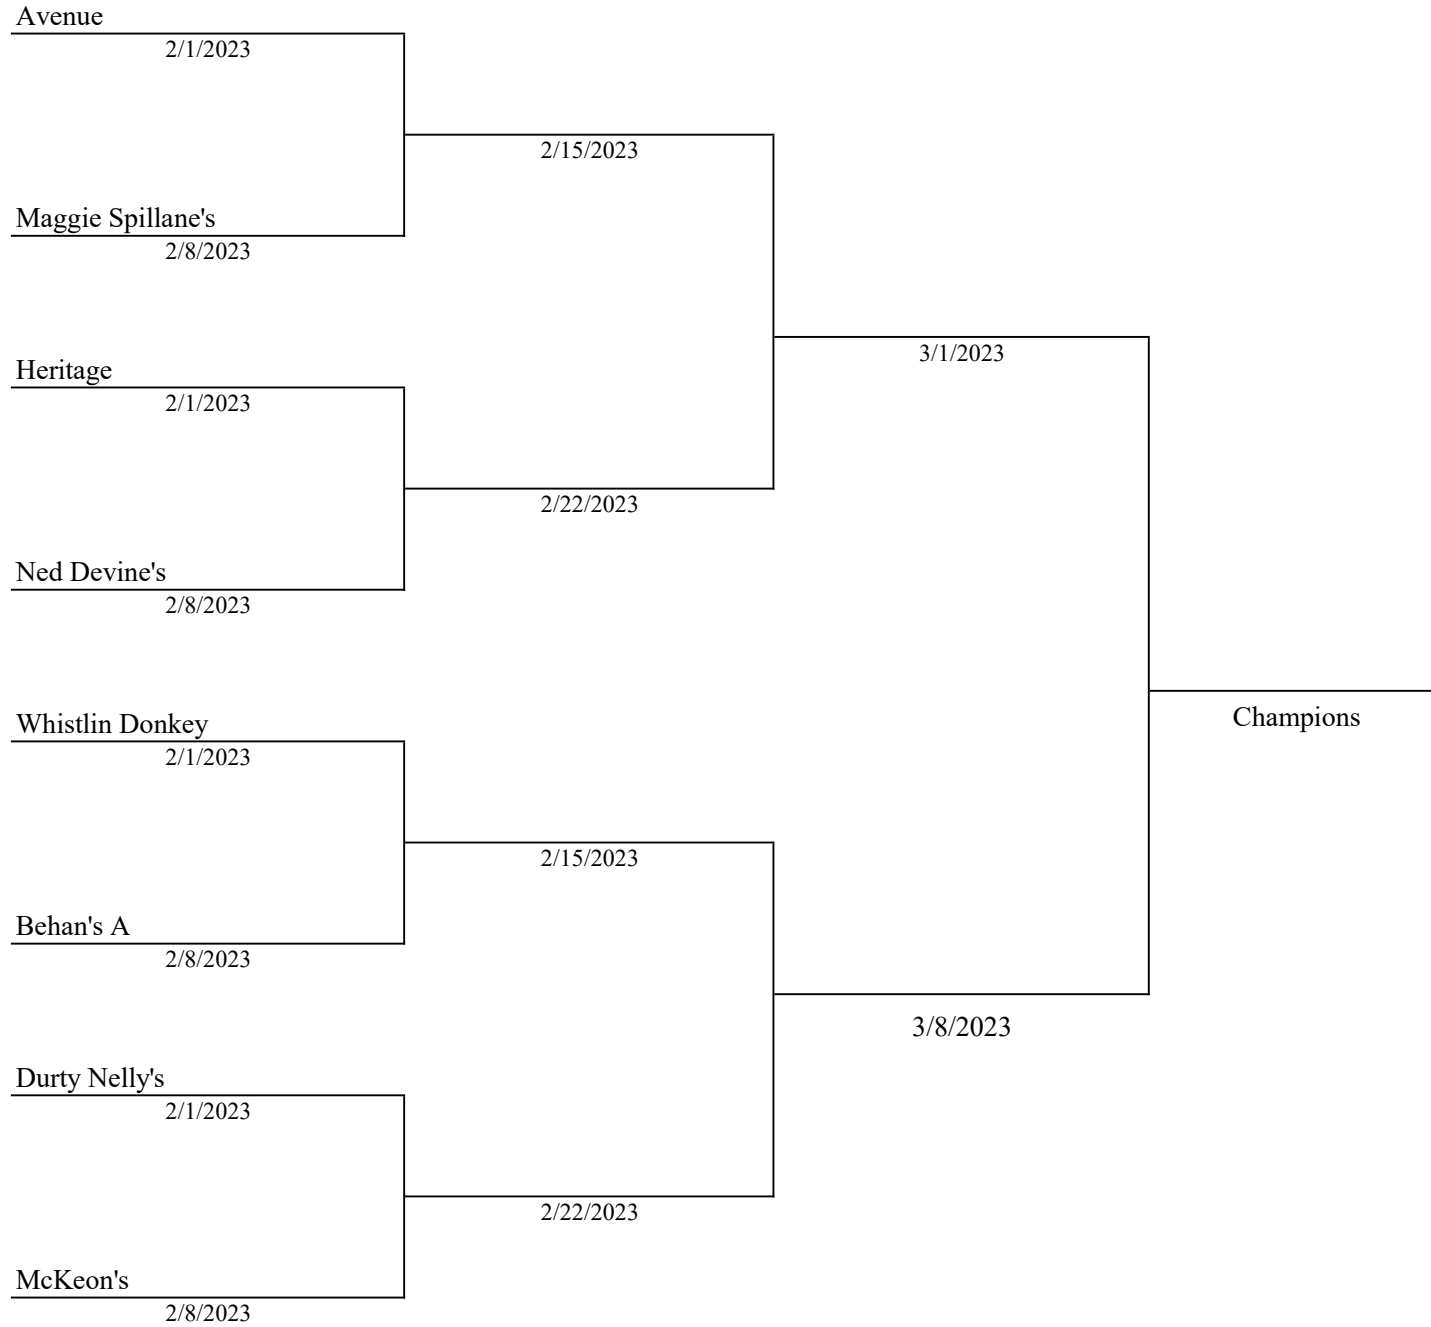 Avenue
2/1/2023
2/15/2023
Maggie Spillane's
2/8/2023
3/1/2023
Heritage
2/1/2023
2/22/2023
Ned Devine's
2/8/2023
Champions
Whistlin Donkey
2/1/2023
2/15/2023
Behan's A
2/8/2023
3/8/2023
Durty Nelly's
2/1/2023
2/22/2023
McKeon's
2/8/2023